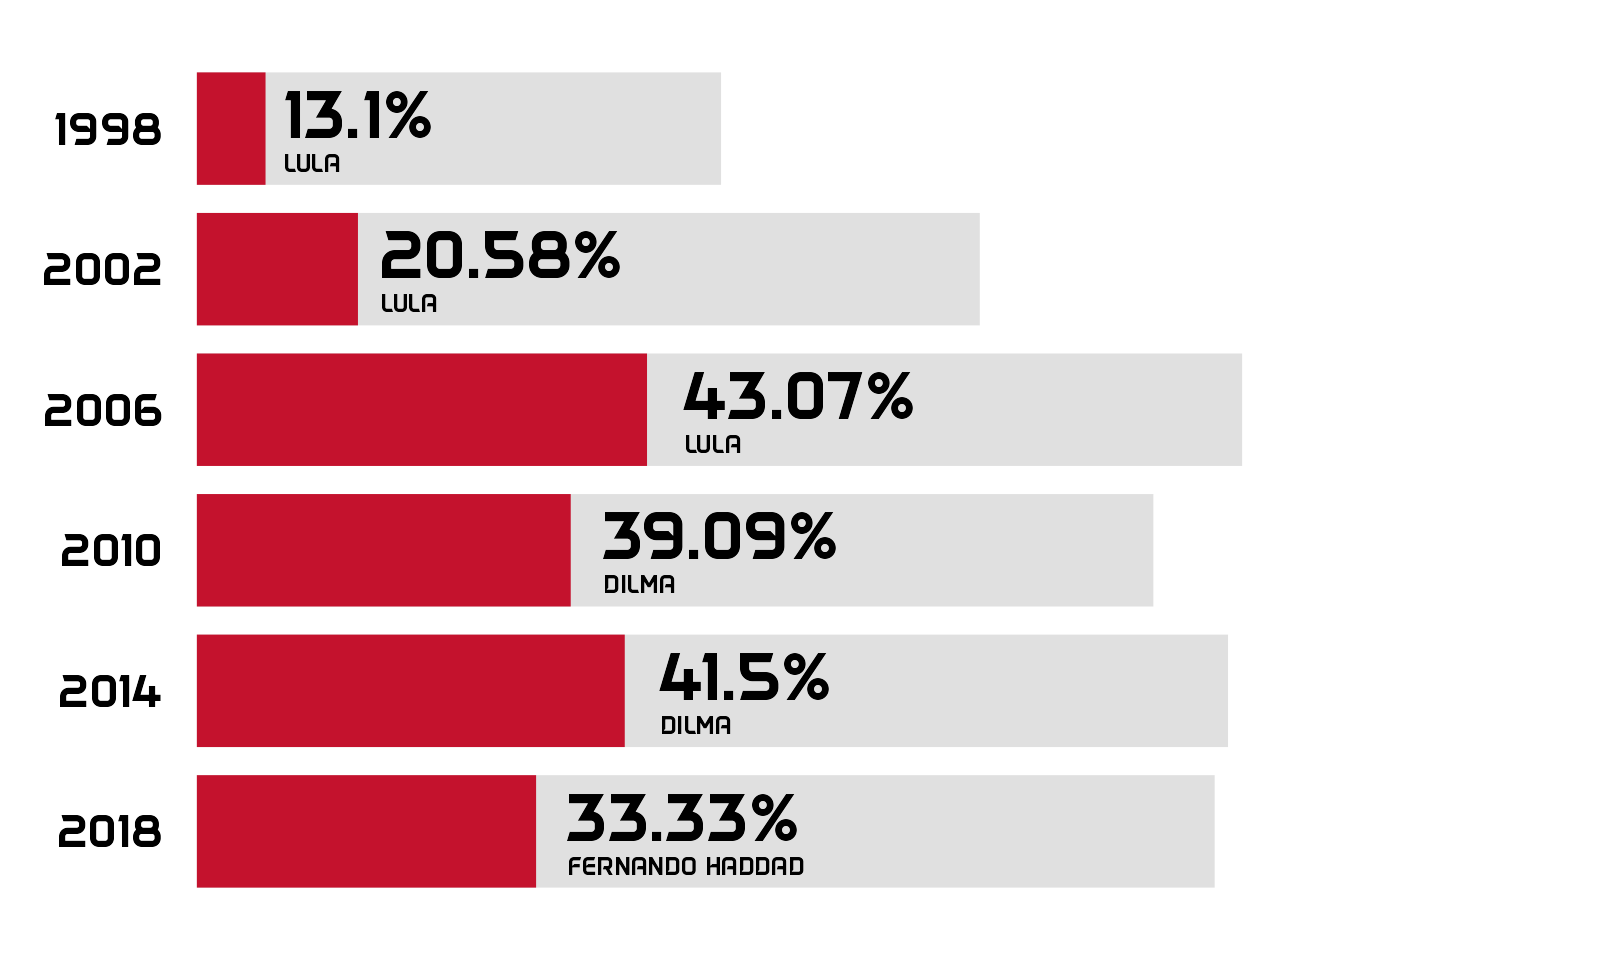 1998
13.1%
LULA
2002
20.58%
LULA
2006
43.07%
LULA
2010
39.09%
DILMA
2014
41.5%
DILMA
2018
33.33%
FERNANDO HADDAD